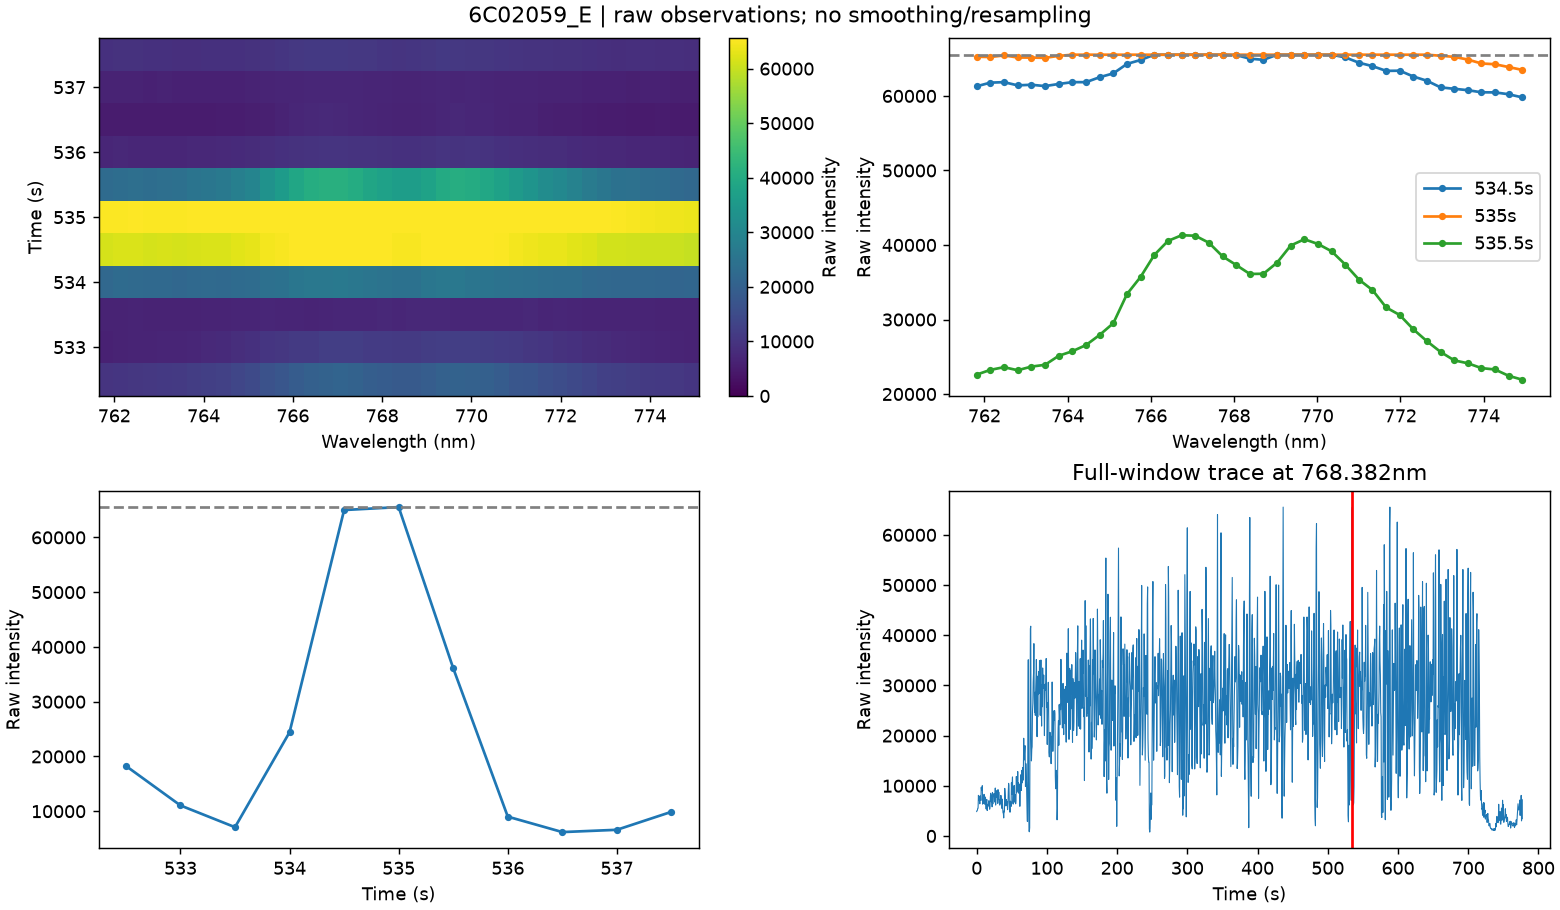 6C02059_E | raw observations; no smoothing/resampling
537
536
535
534
533
Time (s)
762 764 766 768 770 772 774
Wavelength (nm)
60000
50000
40000
30000
20000
10000
0
Raw intensity
60000
50000
40000
30000
20000
Raw intensity
534.5s
535s
535.5s
762 764 766 768 770 772 774
Wavelength (nm)
60000
50000
40000
30000
20000
10000
Raw intensity
533 534 535 536 537
Time (s)
Full-window trace at 768.382nm
60000
50000
40000
30000
20000
10000
0
Raw intensity
0 100 200 300 400 500 600 700 800
Time (s)